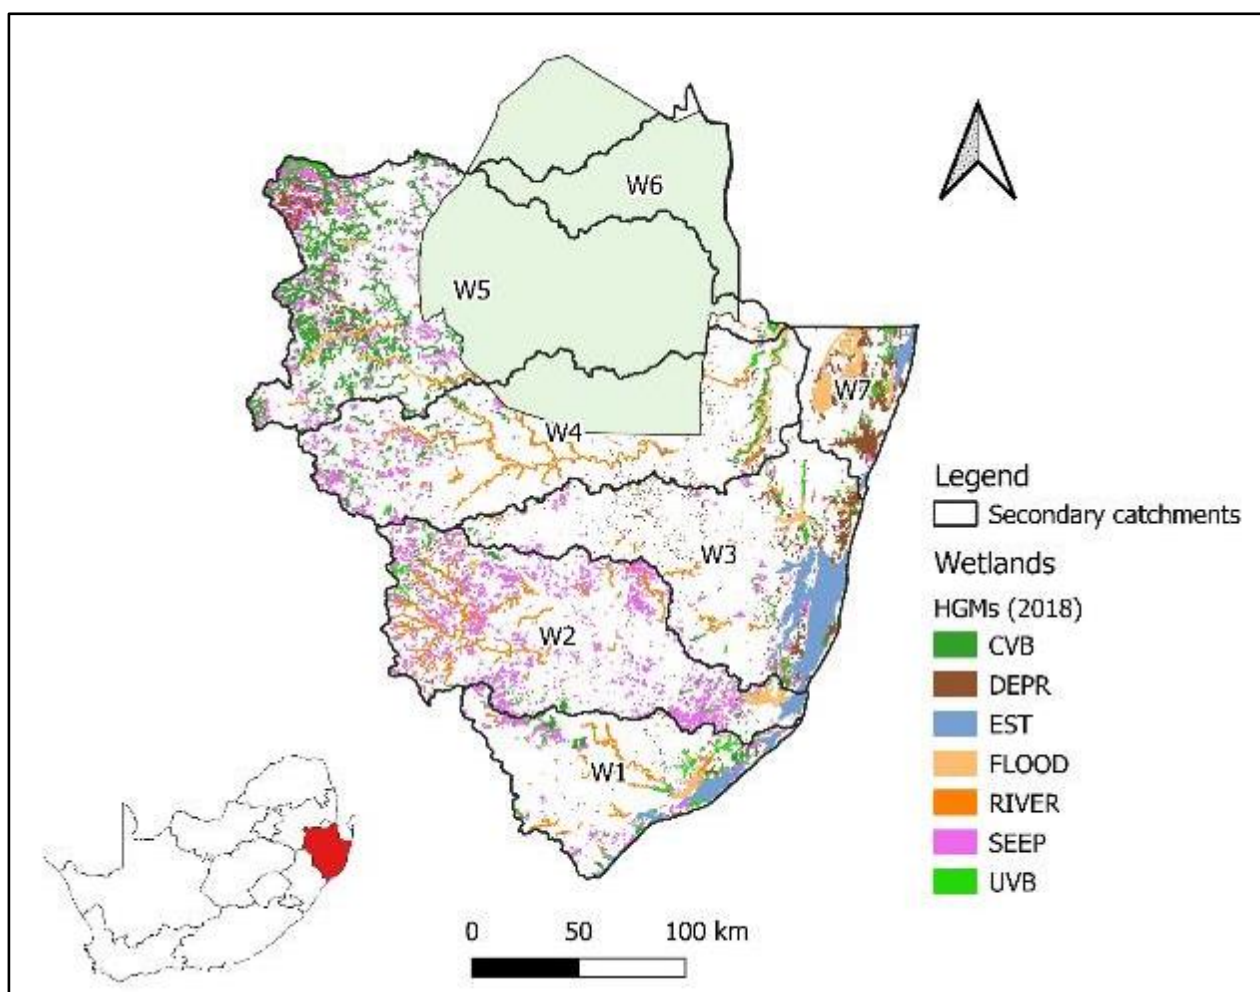 W6
W5
W7
W4
W3
W2
W1
Legend
Secondary catchments
Wetlands
HGMs (2018)
CVB
DEPR
EST
FLOOD
RIVER
SEEP
UVB
0 50 100 km